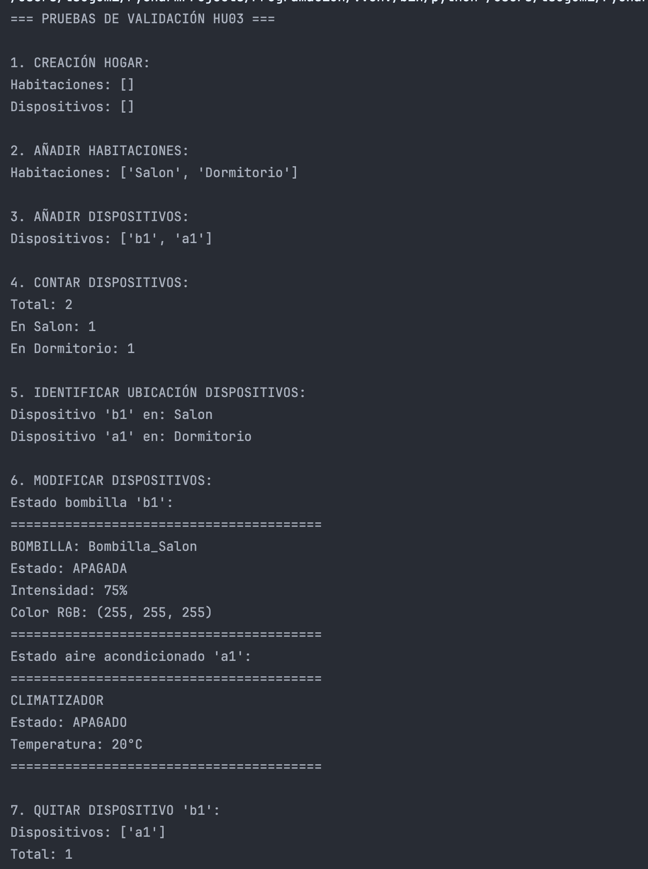 === PRUEBAS DE VALIDACIÓN HU03 ===
1. CREACIÓN HOGAR:
Habitaciones: []
Dispositivos: []
2. AÑADIR HABITACIONES:
Habitaciones: ['Salon', 'Dormitorio']
3. AÑADIR DISPOSITIVOS:
Dispositivos: ['b1', 'a1']
4. CONTAR DISPOSITIVOS:
Total: 2
En Salon: 1
En Dormitorio: 1
5. IDENTIFICAR UBICACIÓN DISPOSITIVOS:
Dispositivo 'b1' en: Salon
Dispositivo 'a1' en: Dormitorio
6. MODIFICAR DISPOSITIVOS:
Estado bombilla 'b1':
========================================
BOMBILLA: Bombilla_Salon
Estado: APAGADA
Intensidad: 75%
Color RGB: (255, 255, 255)
========================================
Estado aire acondicionado 'a1':
========================================
CLIMATIZADOR
Estado: APAGADO
Temperatura: 20°C
========================================
7. QUITAR DISPOSITIVO 'b1':
Dispositivos: ['a1']
Total: 1